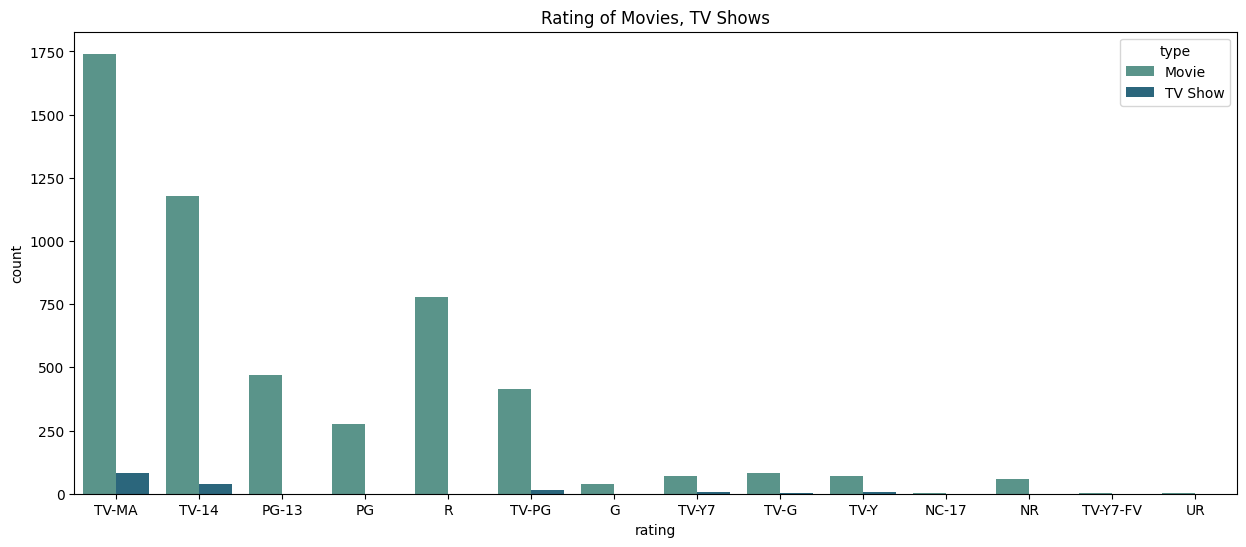 Rating of Movies, TV Shows
type
Movie
TV Show
count
1750
1500
1250
1000
750
500
250
0
TV-MA TV-14 PG-13 PG R TV-PG G TV-Y7 TV-G TV-Y NC-17 NR TV-Y7-FV UR
rating